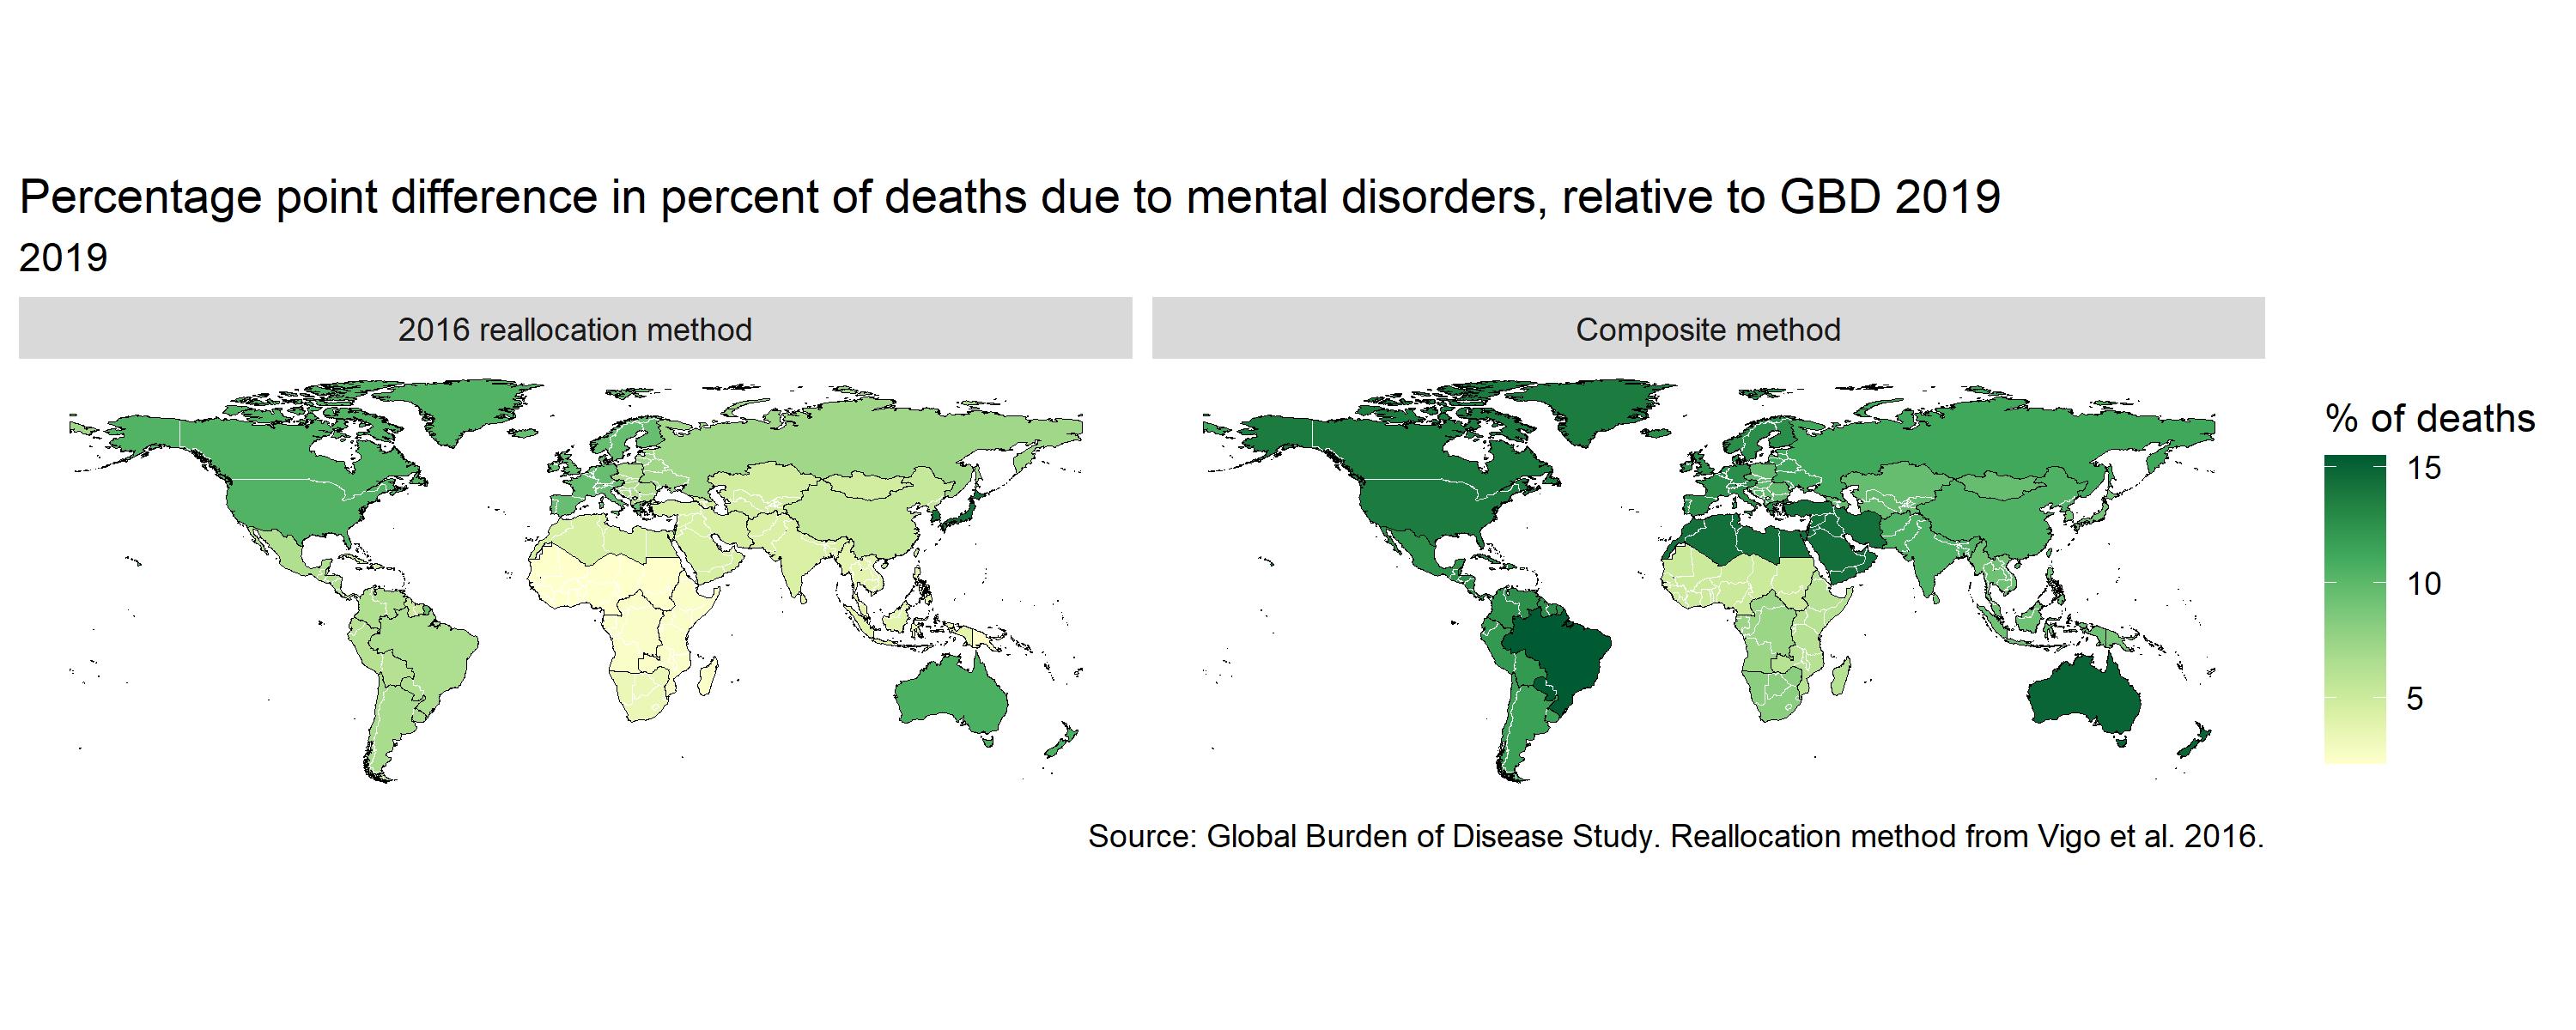 Percentage point difference in percent of deaths due to mental disorders, relative to GBD 2019
2019
2016 reallocation method
Composite method
% of deaths
15
10
5
Source: Global Burden of Disease Study. Reallocation method from Vigo et al. 2016.